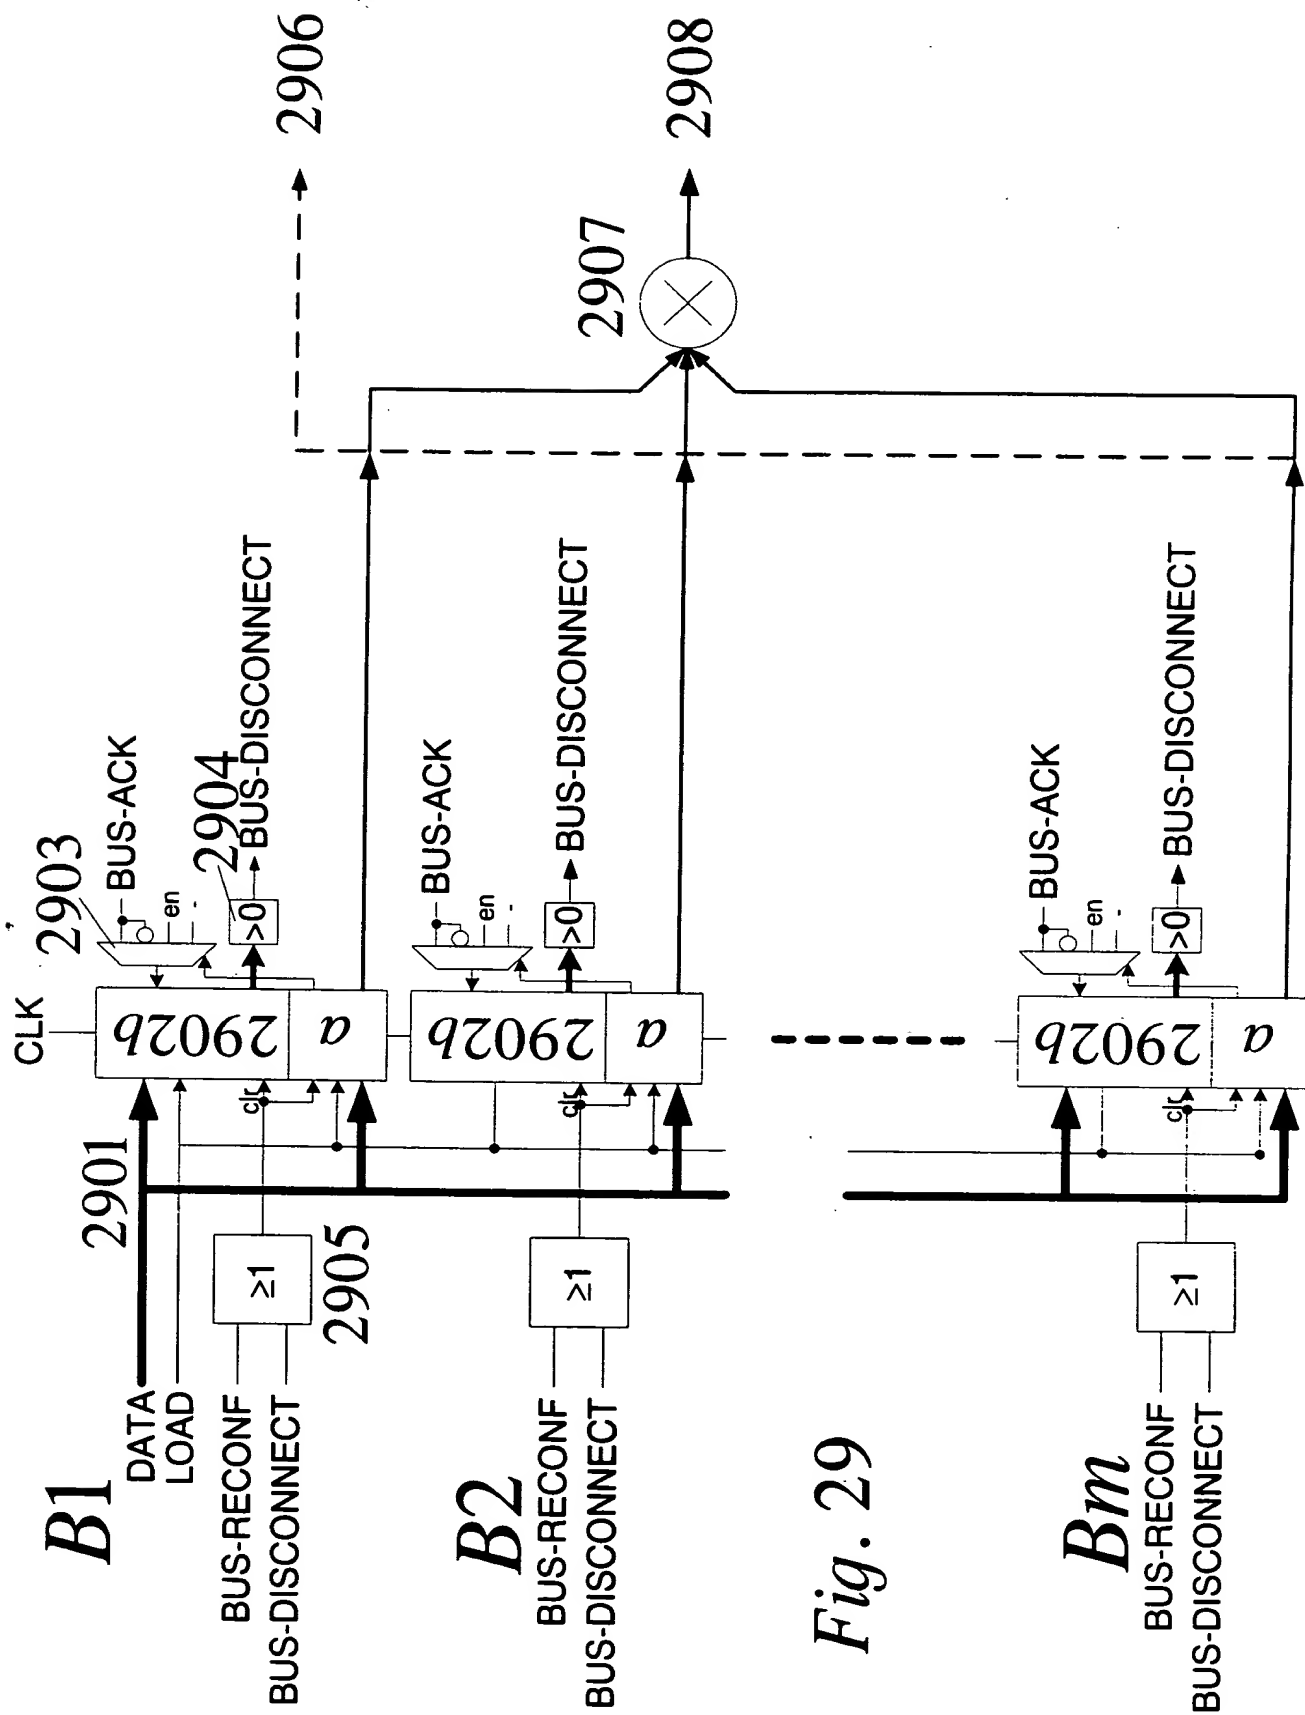 B1
DATA
LOAD
BUS-RECONF
BUS-DISCONNECT
2901
≥1
2905
clr
CLK
2902b
a
2903
BUS-ACK
en
-
2904
>0
BUS-DISCONNECT
2906
B2
BUS-RECONF
BUS-DISCONNECT
≥1
clr
2902b
a
BUS-ACK
en
-
>0
BUS-DISCONNECT
2907
2908
Bm
BUS-RECONF
BUS-DISCONNECT
≥1
clr
2902b
a
BUS-ACK
en
-
>0
BUS-DISCONNECT
Fig. 29